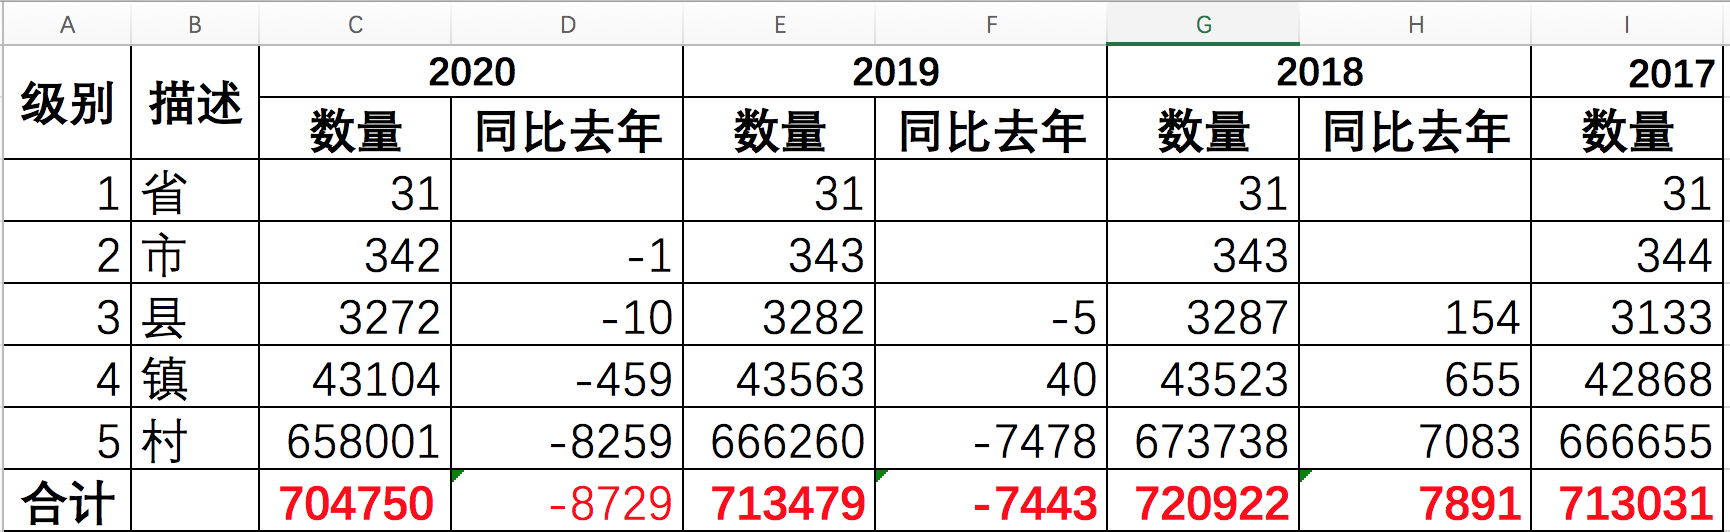 A B C D E F G H I
级别 描述 2020 2019 2018 2017
数量 同比去年 数量 同比去年 数量 同比去年 数量
1 省 31 31 31 31
2 市 342 -1 343 343 344
3 县 3272 -10 3282 -5 3287 154 3133
4 镇 43104 -459 43563 40 43523 655 42868
5 村 658001 -8259 666260 -7478 673738 7083 666655
合计 704750 -8729 713479 -7443 720922 7891 713031